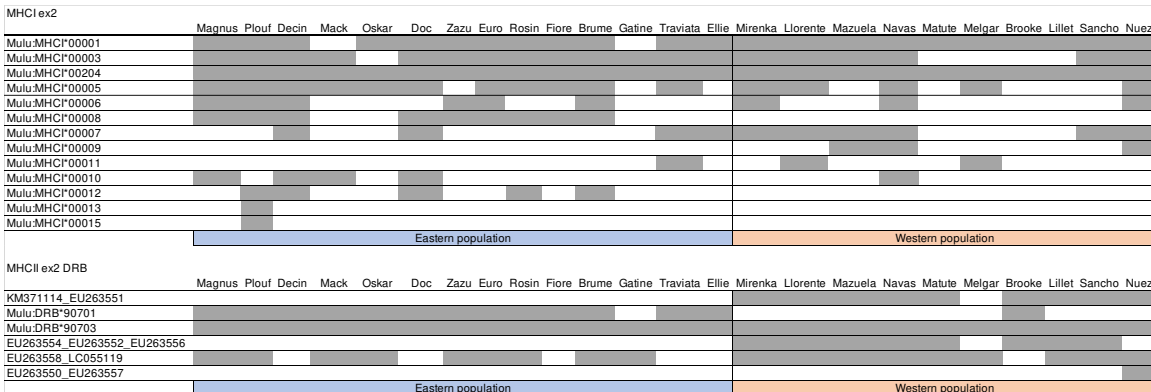 MHCI ex2
Magnus Plouf Decin Mack Oskar Doc Zazu Euro Rosin Fiore Brume Gatine Traviata Ellie Mirenka Llorente Mazuela Navas Matute Melgar Brooke Lillet Sancho Nuez
Mulu:MHCI*00001
Mulu:MHCI*00003
Mulu:MHCI*00204
Mulu:MHCI*00005
Mulu:MHCI*00006
Mulu:MHCI*00008
Mulu:MHCI*00007
Mulu:MHCI*00009
Mulu:MHCI*00011
Mulu:MHCI*00010
Mulu:MHCI*00012
Mulu:MHCI*00013
Mulu:MHCI*00015
Eastern population Western population
MHCII ex2 DRB
Magnus Plouf Decin Mack Oskar Doc Zazu Euro Rosin Fiore Brume Gatine Traviata Ellie Mirenka Llorente Mazuela Navas Matute Melgar Brooke Lillet Sancho Nuez
KM371114_EU263551
Mulu:DRB*90701
Mulu:DRB*90703
EU263554_EU263552_EU263556
EU263558_LC055119
EU263550_EU263557
Eastern population Western population